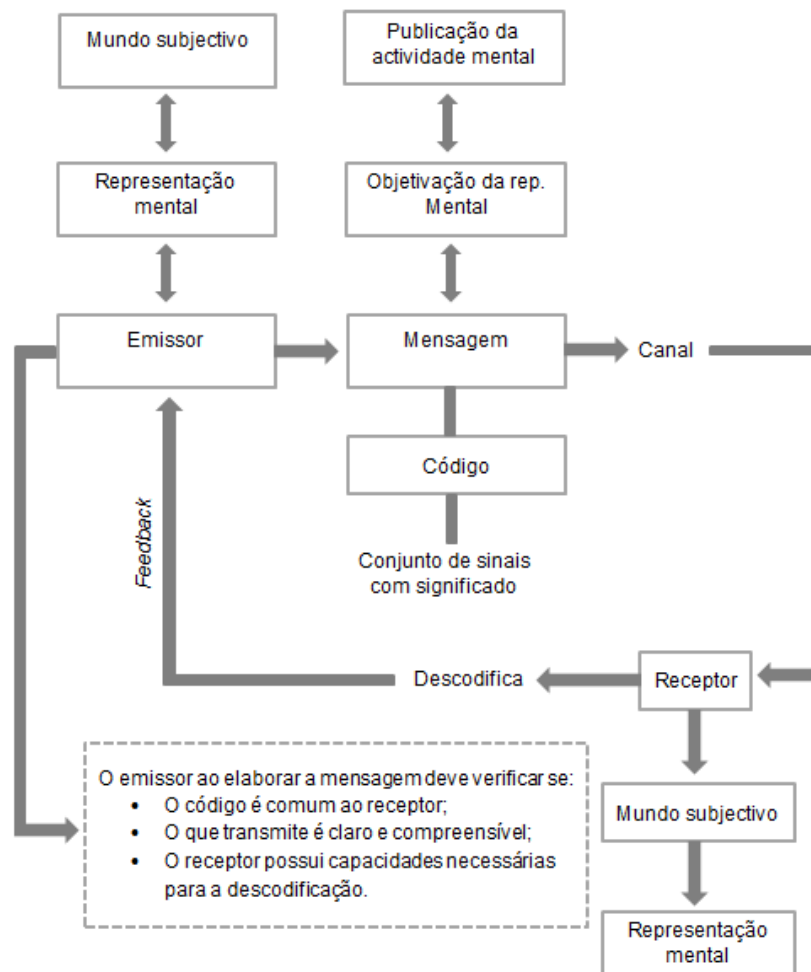 Mundo subjectivo
Publicação da
actividade mental
Representação
mental
Objetivação da rep.
Mental
Emissor
Mensagem
Canal
Código
Feedback
Conjunto de sinais
com significado
Descodifica
Receptor
O emissor ao elaborar a mensagem deve verificar se:
• O código é comum ao receptor;
• O que transmite é claro e compreensível;
• O receptor possui capacidades necessárias
para a descodificação.
Mundo subjectivo
Representação
mental